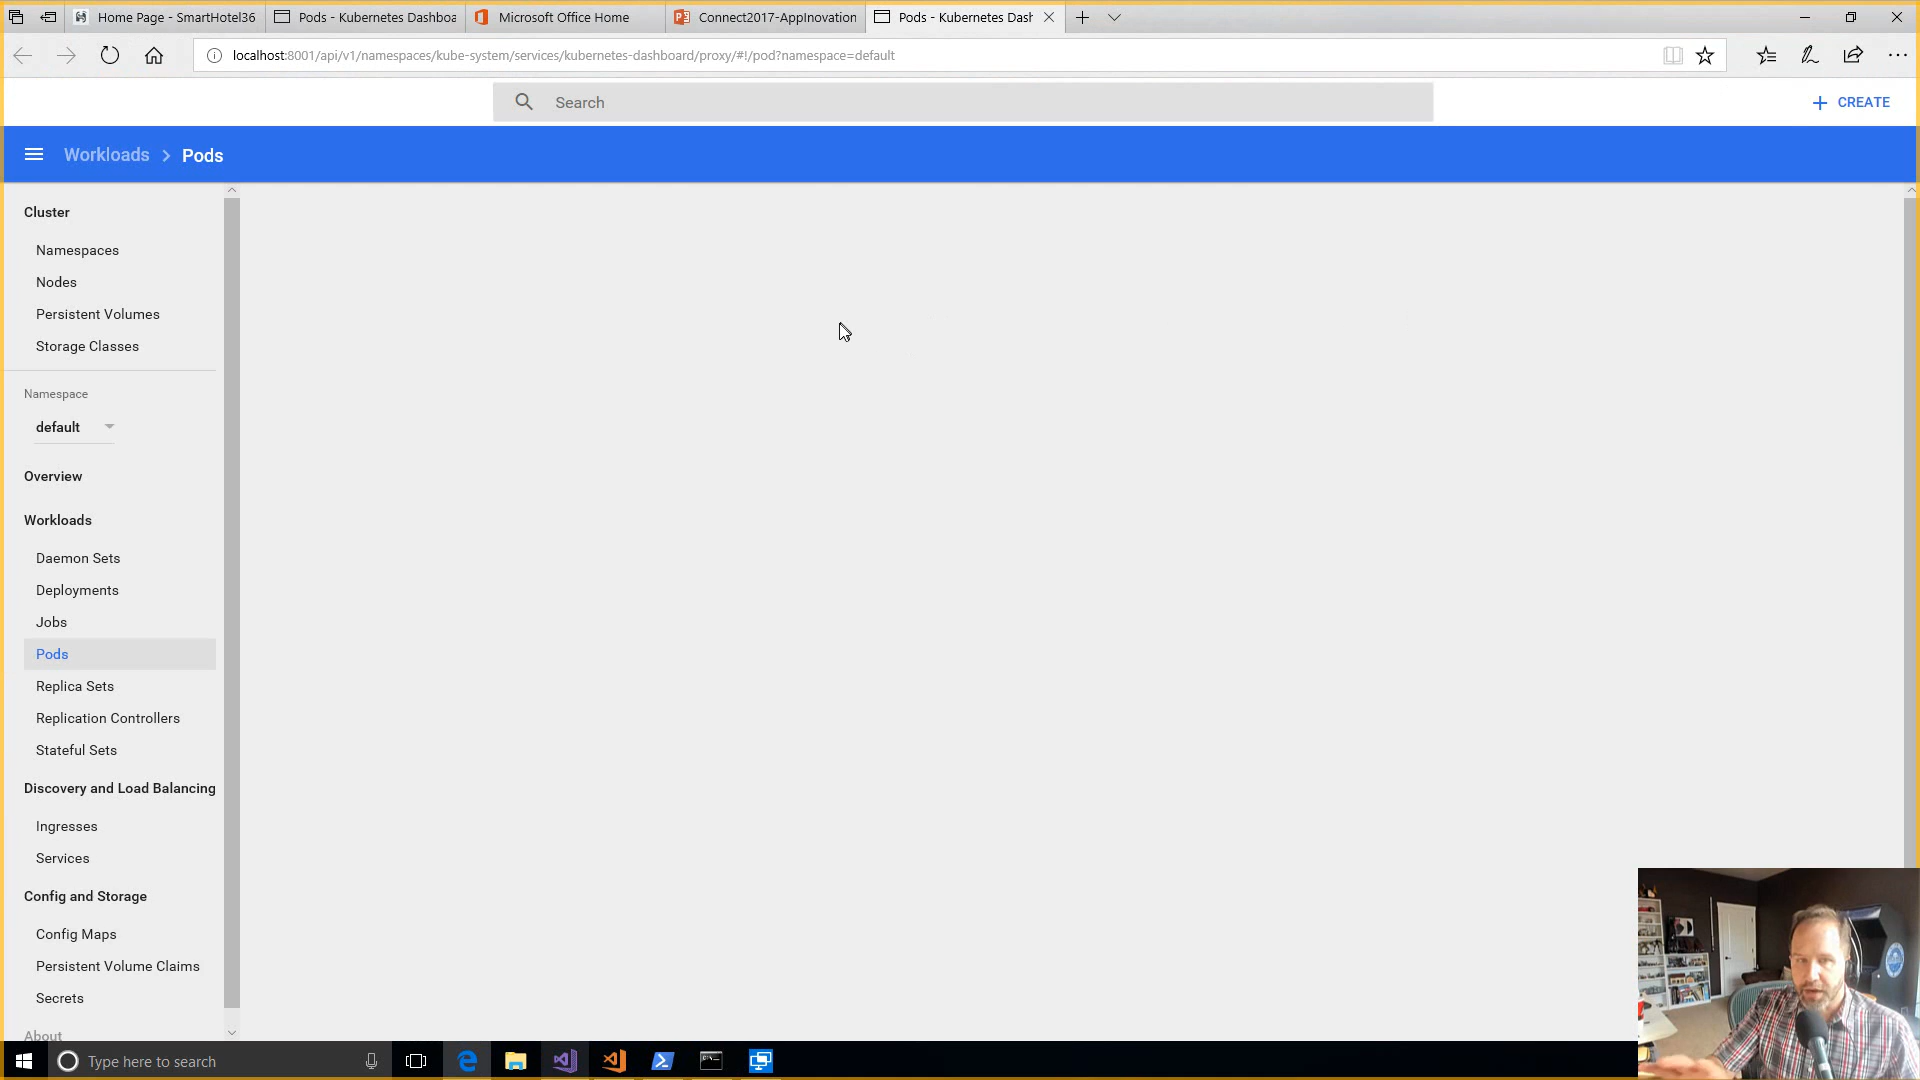 Home Page - SmartHotel36
Pods - Kubernetes Dashboa
Microsoft Office Home
Connect2017-AppInovation
Pods - Kubernetes Dash
localhost:8001/api/v1/namespaces/kube-system/services/kubernetes-dashboard/proxy/#!/pod?namespace=default
Search
CREATE
Workloads > Pods
Cluster
Namespaces
Nodes
Persistent Volumes
Storage Classes
Namespace
default
Overview
Workloads
Daemon Sets
Deployments
Jobs
Pods
Replica Sets
Replication Controllers
Stateful Sets
Discovery and Load Balancing
Ingresses
Services
Config and Storage
Config Maps
Persistent Volume Claims
Secrets
About
Type here to search